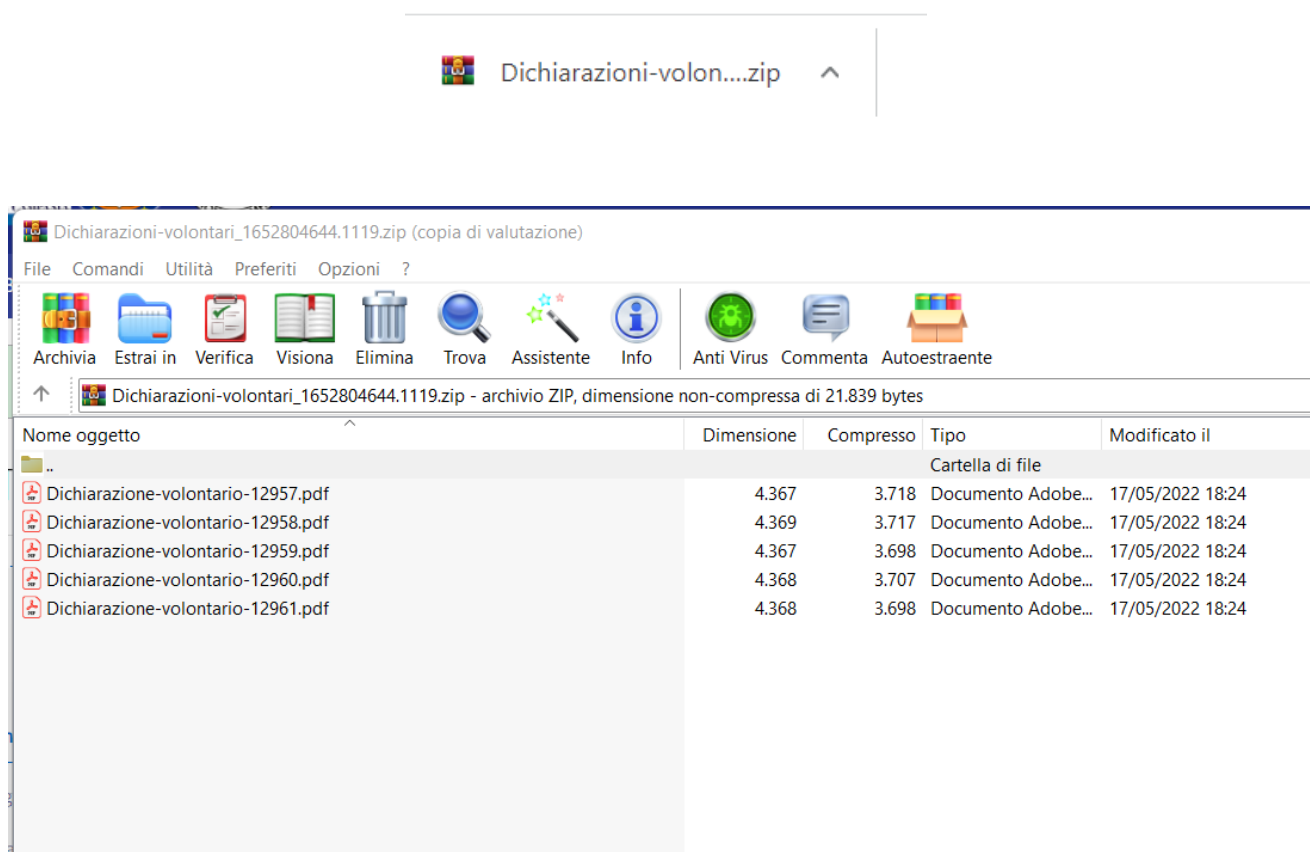 Dichiarazioni-volon....zip
Dichiarazioni-volontari_1652804644.1119.zip (copia di valutazione)
File Comandi Utilità Preferiti Opzioni ?
Archivia Estrai in Verifica Visiona Elimina Trova Assistente Info Anti Virus Commenta Autoestraente
Dichiarazioni-volontari_1652804644.1119.zip - archivio ZIP, dimensione non-compressa di 21.839 bytes
Nome oggetto Dimensione Compresso Tipo Modificato il
.. Cartella di file
Dichiarazione-volontario-12957.pdf 4.367 3.718 Documento Adobe... 17/05/2022 18:24
Dichiarazione-volontario-12958.pdf 4.369 3.717 Documento Adobe... 17/05/2022 18:24
Dichiarazione-volontario-12959.pdf 4.367 3.698 Documento Adobe... 17/05/2022 18:24
Dichiarazione-volontario-12960.pdf 4.368 3.707 Documento Adobe... 17/05/2022 18:24
Dichiarazione-volontario-12961.pdf 4.368 3.698 Documento Adobe... 17/05/2022 18:24